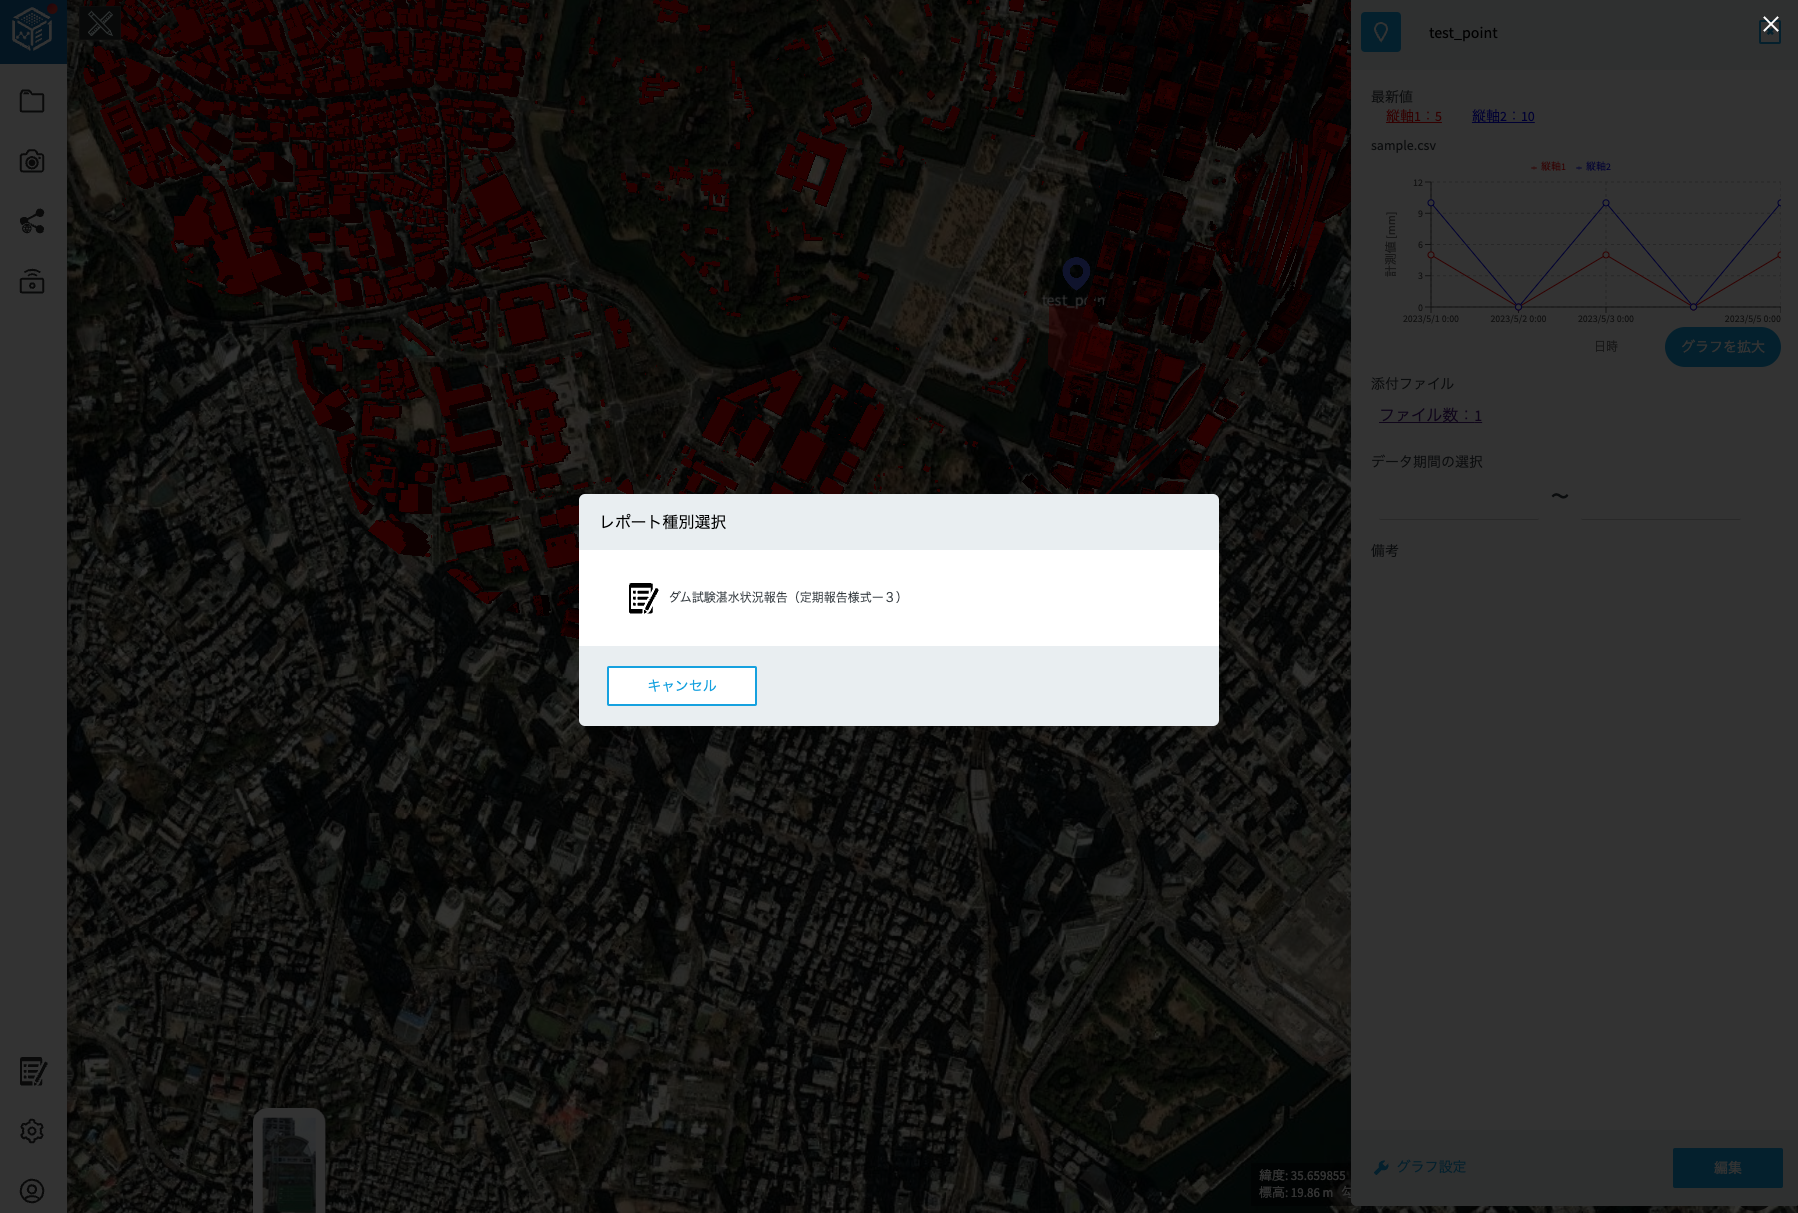 test_point
最新値
縦軸1：5 縦軸2：10
sample.csv
縦軸1 縦軸2
12
9
6
3
0
計測値 [mm]
2023/5/1 0:00 2023/5/2 0:00 2023/5/3 0:00 2023/5/5 0:00
日時
グラフを拡大
添付ファイル
ファイル数：1
データ期間の選択
〜
備考
グラフ設定
編集
test_poin
レポート種別選択
ダム試験湛水状況報告（定期報告様式ー３）
キャンセル
緯度: 35.659855
標高: 19.86 m